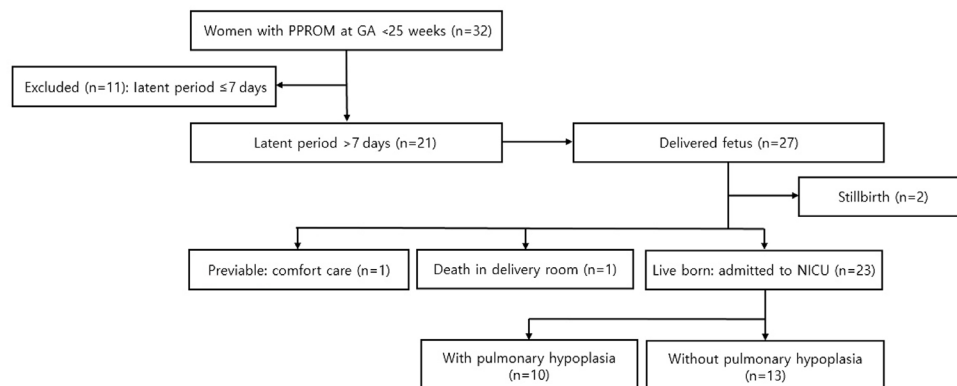 Women with PPROM at GA <25 weeks (n=32)
Excluded (n=11): latent period ≤7 days
Latent period >7 days (n=21)
Delivered fetus (n=27)
Stillbirth (n=2)
Previable: comfort care (n=1)
Death in delivery room (n=1)
Live born: admitted to NICU (n=23)
With pulmonary hypoplasia
(n=10)
Without pulmonary hypoplasia
(n=13)